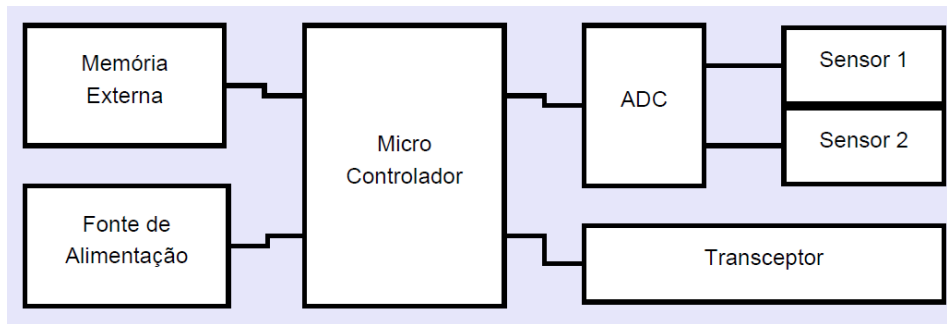 Memória
Externa
Micro
Controlador
ADC
Sensor 1
Sensor 2
Fonte de
Alimentação
Transceptor